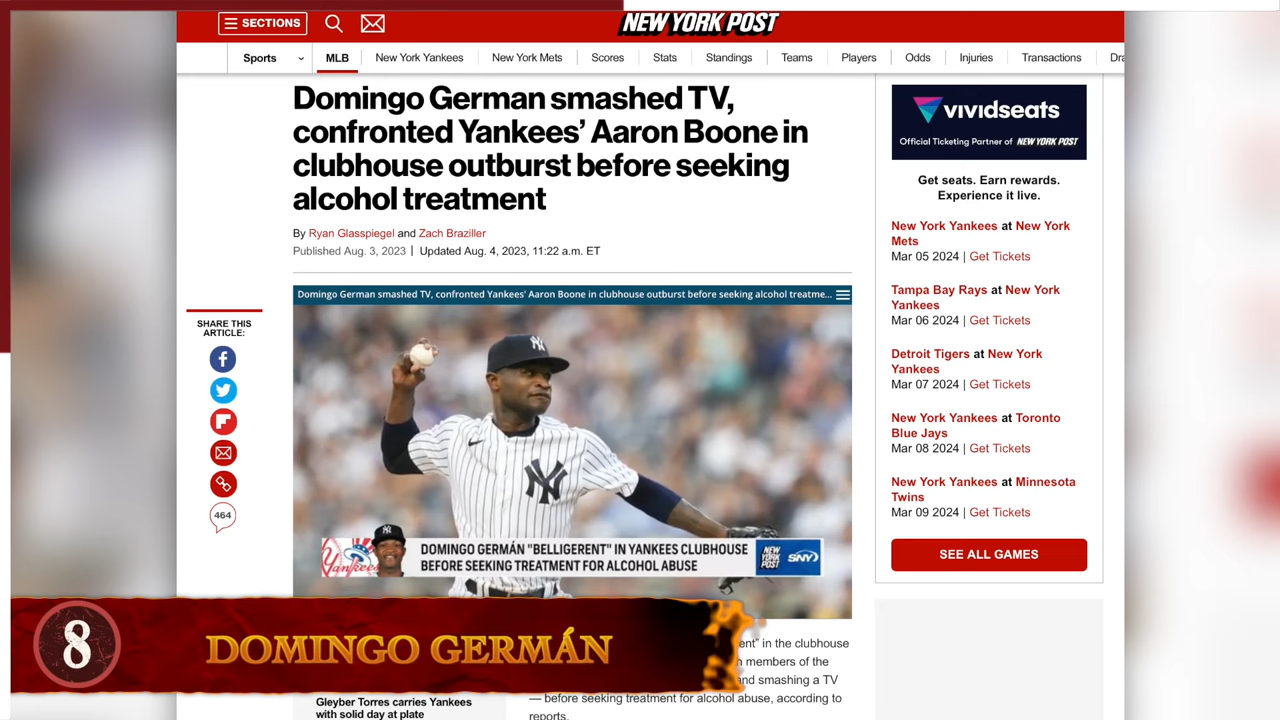 SECTIONS
NEW YORK POST
Sports
MLB
New York Yankees
New York Mets
Scores
Stats
Standings
Teams
Players
Odds
Injuries
Transactions
Domingo German smashed TV,
confronted Yankees’ Aaron Boone in
clubhouse outburst before seeking
alcohol treatment
By Ryan Glasspiegel and Zach Braziller
Published Aug. 3, 2023 | Updated Aug. 4, 2023, 11:22 a.m. ET
SHARE THIS
ARTICLE:
464
Domingo German smashed TV, confronted Yankees' Aaron Boone in clubhouse outburst before seeking alcohol treatme...
NY
Yankees
DOMINGO GERMÁN "BELLIGERENT" IN YANKEES CLUBHOUSE
BEFORE SEEKING TREATMENT FOR ALCOHOL ABUSE
NEW YORK POST
SNY
vividseats
Official Ticketing Partner of NEW YORK POST
Get seats. Earn rewards.
Experience it live.
New York Yankees at New York
Mets
Mar 05 2024 | Get Tickets
Tampa Bay Rays at New York
Yankees
Mar 06 2024 | Get Tickets
Detroit Tigers at New York
Yankees
Mar 07 2024 | Get Tickets
New York Yankees at Toronto
Blue Jays
Mar 08 2024 | Get Tickets
New York Yankees at Minnesota
Twins
Mar 09 2024 | Get Tickets
SEE ALL GAMES
8
DOMINGO GERMÁN
in the clubhouse
members of the
and smashing a TV
— before seeking treatment for alcohol abuse, according to
reports.
Gleyber Torres carries Yankees
with solid day at plate